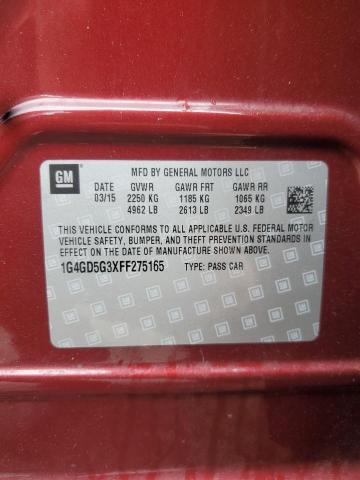 GM
MFD BY GENERAL MOTORS LLC
DATE GVWR GAWR FRT GAWR RR
03/15 2250 KG 1185 KG 1065 KG
4962 LB 2613 LB 2349 LB
THIS VEHICLE CONFORMS TO ALL APPLICABLE U.S. FEDERAL MOTOR
VEHICLE SAFETY, BUMPER, AND THEFT PREVENTION STANDARDS
IN EFFECT ON THE DATE OF MANUFACTURE SHOWN ABOVE.
1G4GD5G3XFF275165 TYPE: PASS CAR